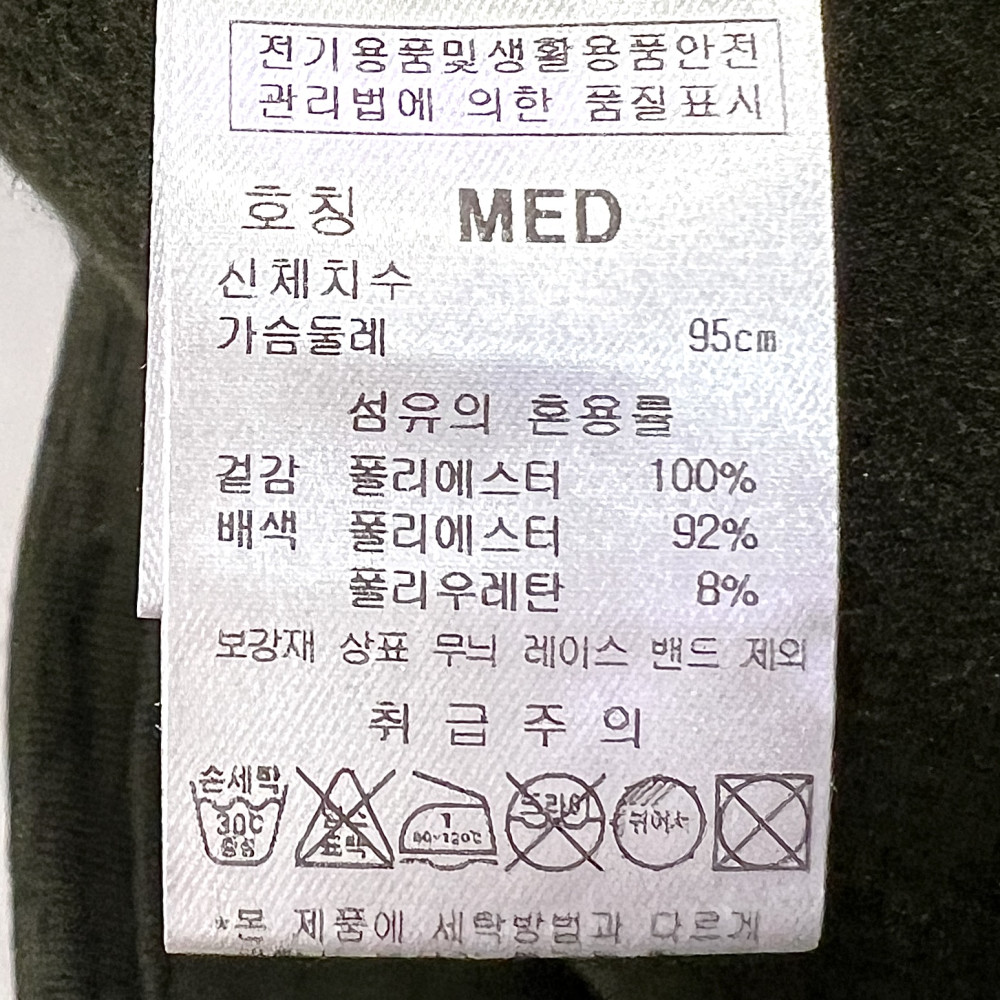 전기용품및생활용품안전
관리법에 의한 품질표시
호칭 MED
신체치수
가슴둘레 95cm
섬유의 혼용률
겉감 폴리에스터 100%
배색 폴리에스터 92%
폴리우레탄 8%
보강재 상표 무늬 레이스 밴드 제외
취급주의
손세탁 30℃ 중성
1 80~120℃
드라이
뉘어서
*본 제품에 세탁방법과 다르게